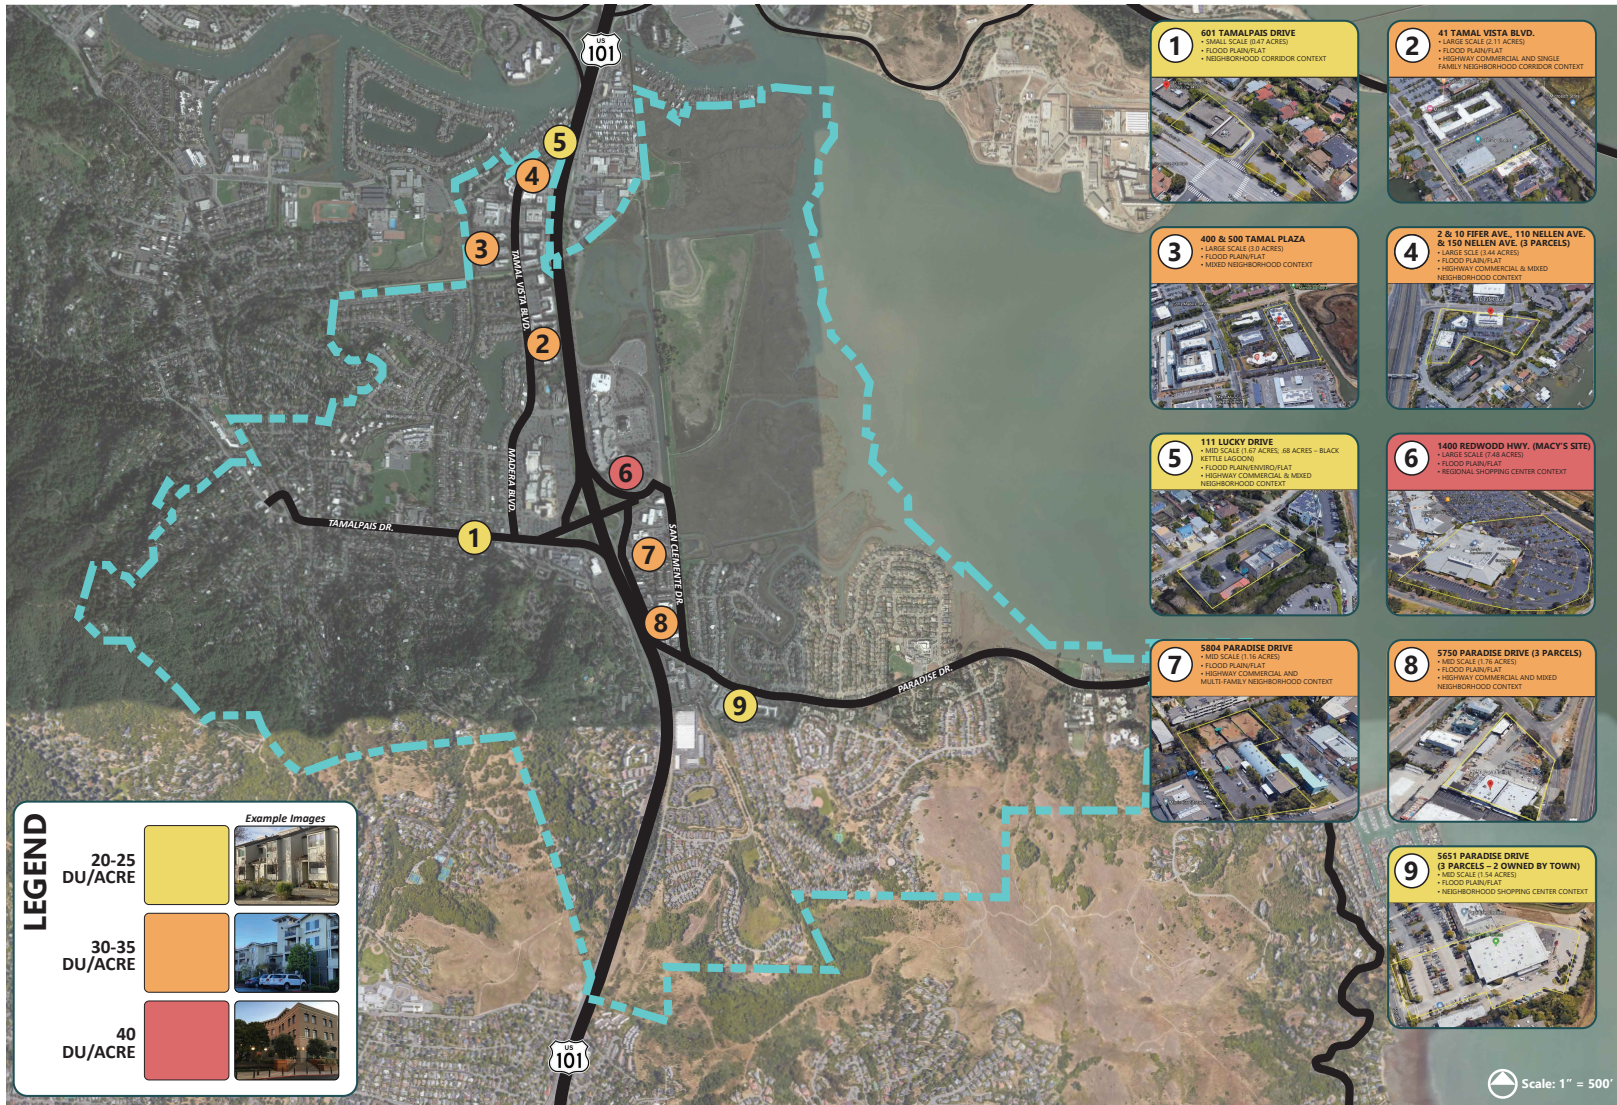 US
101
1
601 TAMALPAIS DRIVE
• SMALL SCALE (0.47 ACRES)
• FLOOD PLAIN/FLAT
• NEIGHBORHOOD CORRIDOR CONTEXT
2
41 TAMAL VISTA BLVD.
• LARGE SCALE (2.11 ACRES)
• FLOOD PLAIN/FLAT
• HIGHWAY COMMERCIAL AND SINGLE
FAMILY NEIGHBORHOOD CORRIDOR CONTEXT
3
400 & 500 TAMAL PLAZA
• LARGE SCALE (3.0 ACRES)
• FLOOD PLAIN/FLAT
• MIXED NEIGHBORHOOD CONTEXT
4
2 & 10 FIFER AVE., 110 NELLEN AVE.
& 150 NELLEN AVE. (3 PARCELS)
• LARGE SCLE (3.44 ACRES)
• FLOOD PLAIN/FLAT
• HIGHWAY COMMERCIAL & MIXED
NEIGHBORHOOD CONTEXT
5
111 LUCKY DRIVE
• MID SCALE (1.67 ACRES; .68 ACRES – BLACK
KETTLE LAGOON)
• FLOOD PLAIN/ENVIRO/FLAT
• HIGHWAY COMMERCIAL & MIXED
NEIGHBORHOOD CONTEXT
6
1400 REDWODD HWY. (MACY'S SITE)
• LARGE SCALE (7.48 ACRES)
• FLOOD PLAIN/FLAT
• REGIONAL SHOPPING CENTER CONTEXT
7
5804 PARADISE DRIVE
• MID SCALE (1.16 ACRES)
• FLOOD PLAIN/FLAT
• HIGHWAY COMMERCIAL AND
MULTI-FAMILY NEIGHBORHOOD CONTEXT
8
5750 PARADISE DRIVE (3 PARCELS)
• MID SCALE (1.76 ACRES)
• FLOOD PLAIN/FLAT
• HIGHWAY COMMERCIAL AND MIXED
NEIGHBORHOOD CONTEXT
9
5651 PARADISE DRIVE
(3 PARCELS – 2 OWNED BY TOWN)
• MID SCALE (1.54 ACRES)
• FLOOD PLAIN/FLAT
• NEIGHBORHOOD SHOPPING CENTER CONTEXT
5
4
3
TAMAL VISTA BLVD.
2
MADERA BLVD.
6
TAMALPAIS DR.
1
7
SAN CLEMENTE DR.
8
PARADISE DR.
9
LEGEND
Example Images
20-25
DU/ACRE
30-35
DU/ACRE
40
DU/ACRE
US
101
Scale: 1" = 500'